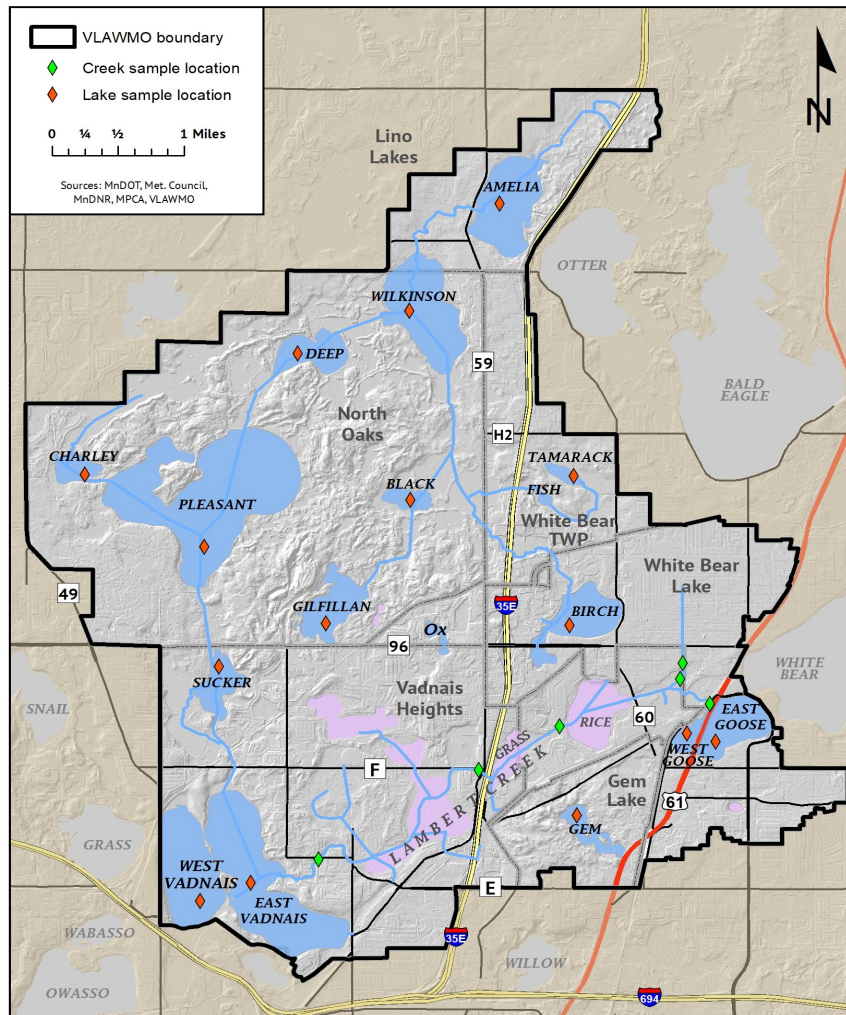 VLAWMO boundary
Creek sample location
Lake sample location
0 ¼ ½ 1 Miles
Sources: MnDOT, Met. Council,
MnDNR, MPCA, VLAWMO
N
Lino
Lakes
AMELIA
OTTER
WILKINSON
DEEP
59
BALD
EAGLE
North
Oaks
H2
CHARLEY
TAMARACK
BLACK
FISH
PLEASANT
White Bear
TWP
White Bear
Lake
49
35E
GILFILLAN
BIRCH
Ox
96
WHITE
BEAR
SUCKER
SNAIL
Vadnais
Heights
RICE
60
EAST
GOOSE
WEST
GOOSE
GRASS
F
LAMBERT CREEK
Gem
Lake
61
GEM
GRASS
WEST
VADNAIS
EAST
VADNAIS
E
WABASSO
35E
WILLOW
OWASSO
694